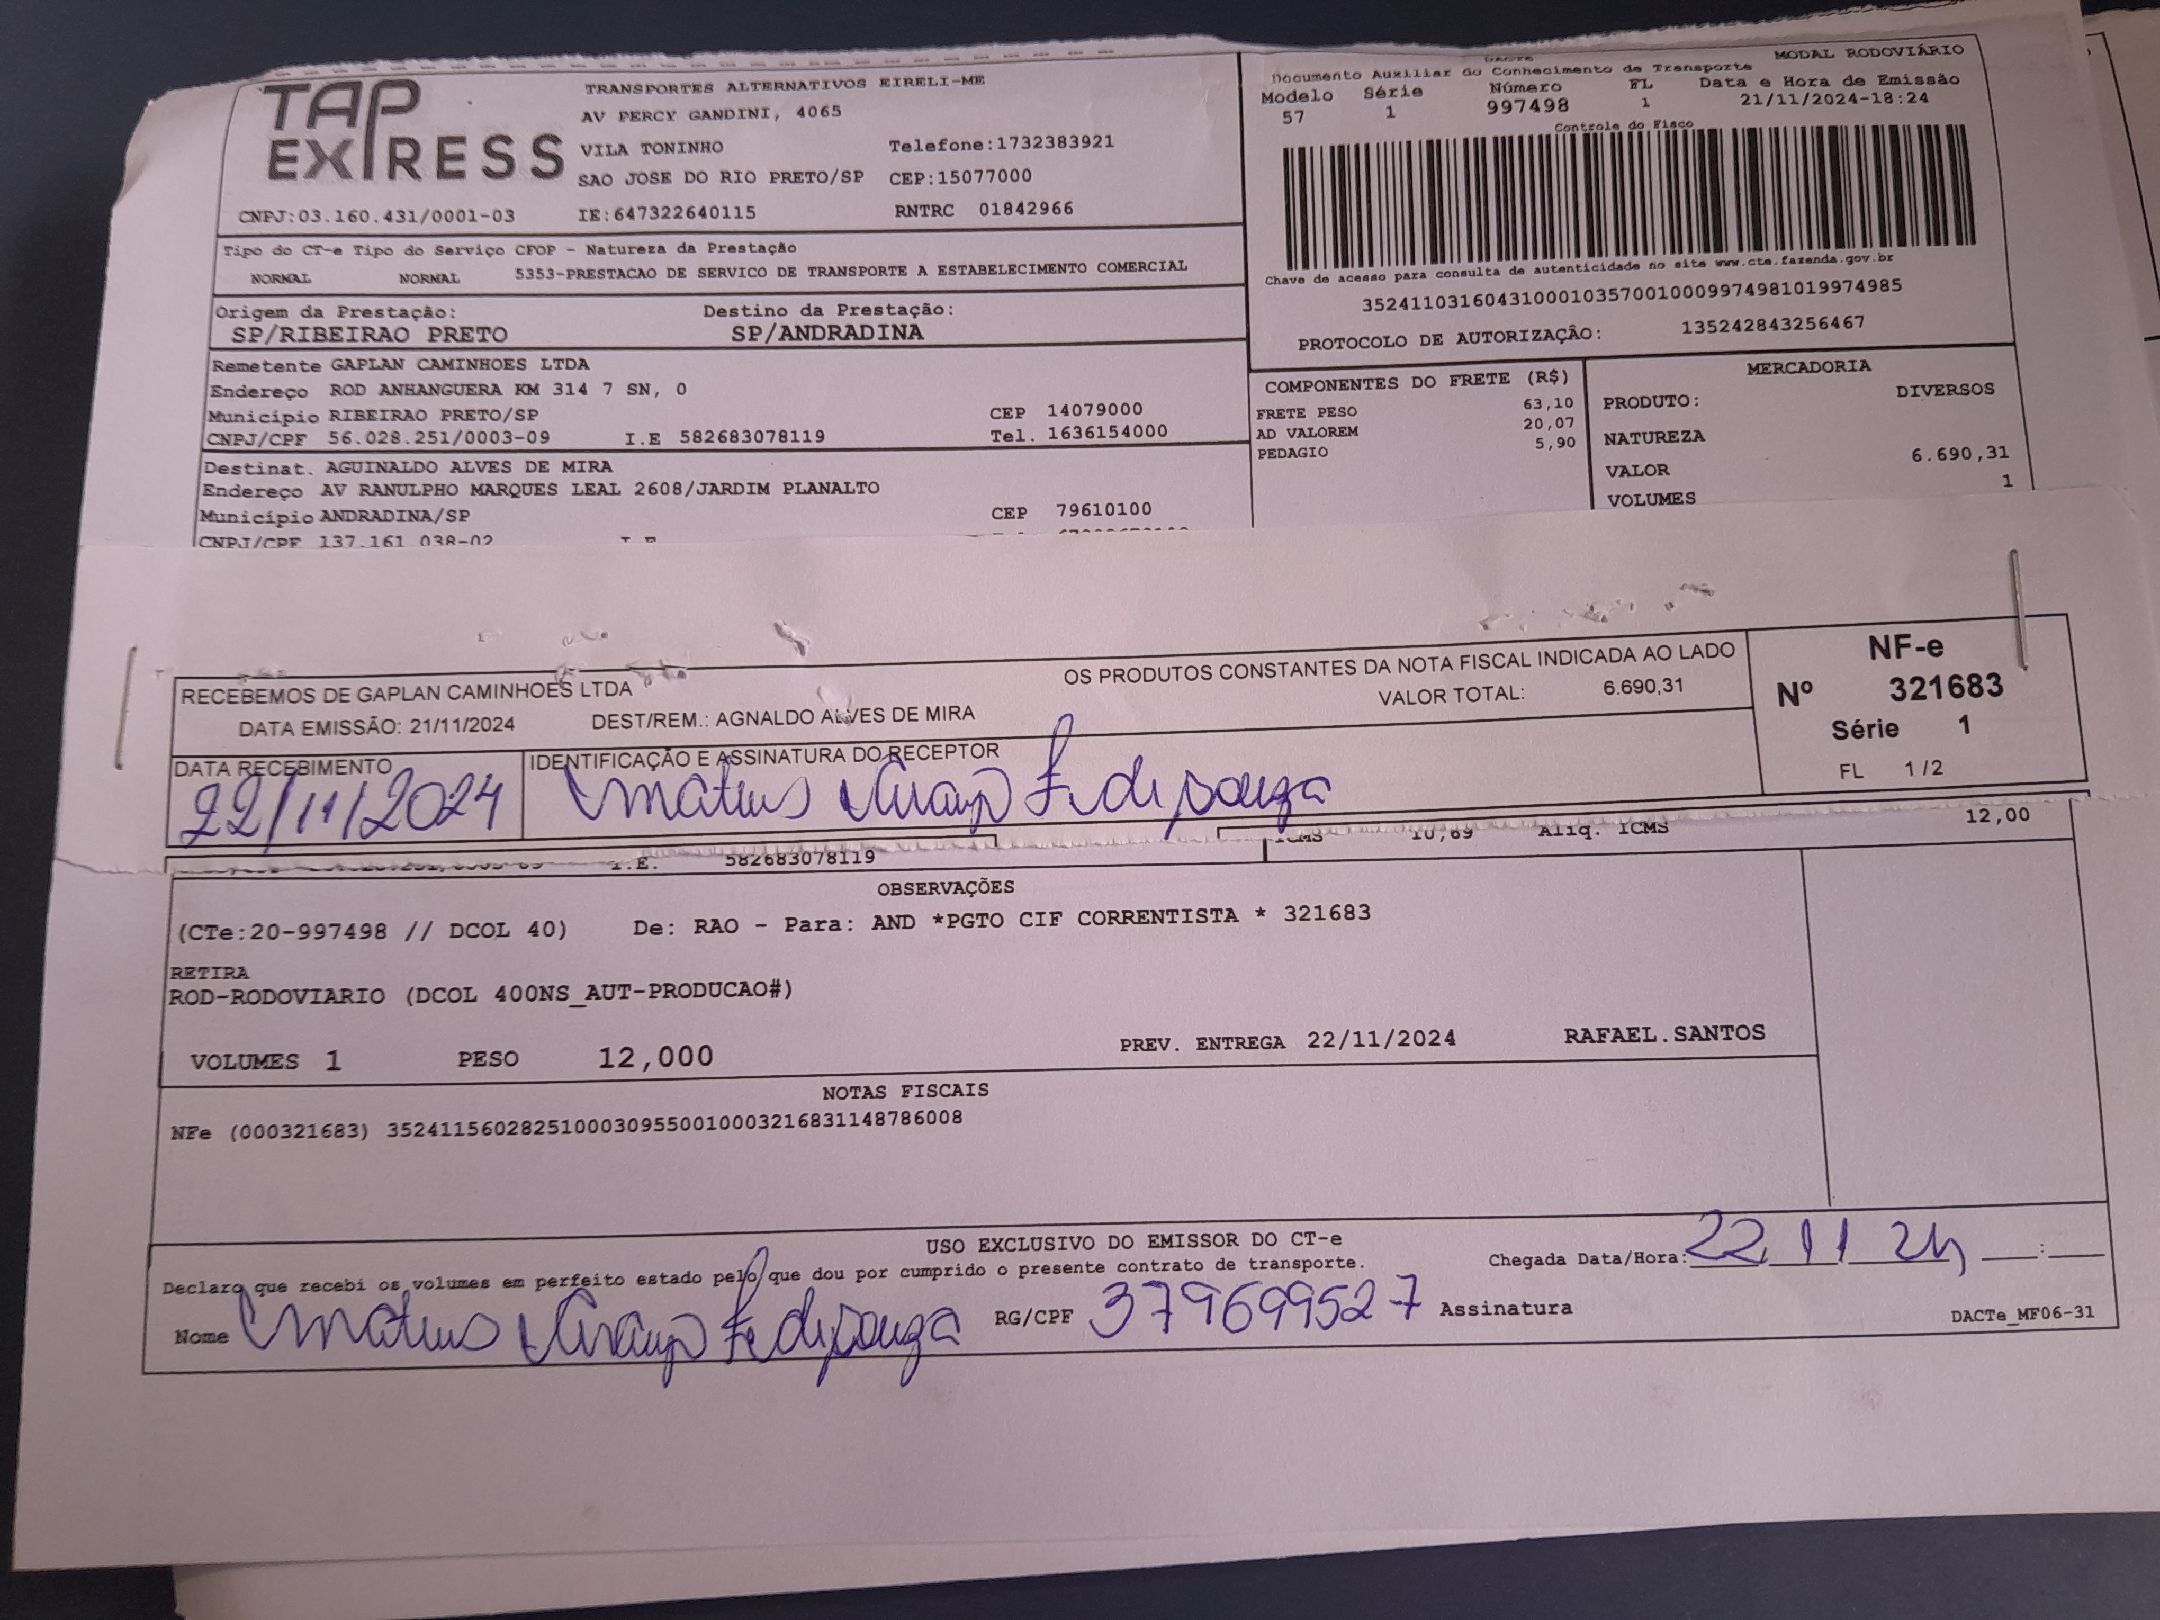 TAP EXPRESS
TRANSPORTES ALTERNATIVOS EIRELI-ME
AV PERCY GANDINI, 4065
VILA TONINHO Telefone:1732383921
SAO JOSE DO RIO PRETO/SP CEP:15077000
CNPJ:03.160.431/0001-03 IE:647322640115 RNTRC 01842966
MODAL RODOVIÁRIO
Documento Auxiliar do Conhecimento de Transporte
Modelo Série Número FL Data e Hora de Emissão
57 1 997498 1 21/11/2024-18:24
Controle do Fisco
Chave de acesso para consulta de autenticidade no site www.cte.fazenda.gov.br
35241103160431000103570010009974981019974985
PROTOCOLO DE AUTORIZAÇÃO: 135242843256467
Tipo do CT-e Tipo do Serviço CFOP - Natureza da Prestação
NORMAL NORMAL 5353-PRESTACAO DE SERVICO DE TRANSPORTE A ESTABELECIMENTO COMERCIAL
Origem da Prestação: Destino da Prestação:
SP/RIBEIRAO PRETO SP/ANDRADINA
Remetente GAPLAN CAMINHOES LTDA
Endereço ROD ANHANGUERA KM 314 7 SN, 0
Município RIBEIRAO PRETO/SP CEP 14079000
CNPJ/CPF 56.028.251/0003-09 I.E 582683078119 Tel. 1636154000
Destinat. AGUINALDO ALVES DE MIRA
Endereço AV RANULPHO MARQUES LEAL 2608/JARDIM PLANALTO
Município ANDRADINA/SP CEP 79610100
CNPJ/CPF 137.161.038-02 I.E
COMPONENTES DO FRETE (R$)
FRETE PESO 63,10
AD VALOREM 20,07
PEDAGIO 5,90
MERCADORIA
PRODUTO: DIVERSOS
NATUREZA
VALOR 6.690,31
VOLUMES 1
RECEBEMOS DE GAPLAN CAMINHOES LTDA OS PRODUTOS CONSTANTES DA NOTA FISCAL INDICADA AO LADO
DATA EMISSÃO: 21/11/2024 DEST/REM.: AGNALDO ALVES DE MIRA VALOR TOTAL: 6.690,31
NF-e
Nº 321683
Série 1
FL 1/2
DATA RECEBIMENTO IDENTIFICAÇÃO E ASSINATURA DO RECEPTOR
22/11/2024 Mateus
I.E. 582683078119 ICMS 10,69 Aliq. ICMS 12,00
OBSERVAÇÕES
(CTe:20-997498 // DCOL 40) De: RAO - Para: AND *PGTO CIF CORRENTISTA * 321683
RETIRA
ROD-RODOVIARIO (DCOL 400NS_AUT-PRODUCAO#)
VOLUMES 1 PESO 12,000 PREV. ENTREGA 22/11/2024 RAFAEL.SANTOS
NOTAS FISCAIS
NFe (000321683) 35241156028251000309550010003216831148786008
USO EXCLUSIVO DO EMISSOR DO CT-e
Declaro que recebi os volumes em perfeito estado pelo que dou por cumprido o presente contrato de transporte.
Chegada Data/Hora: 22 11 24 __:__
Nome Mateus RG/CPF 379699527 Assinatura
DACTe_MF06-31